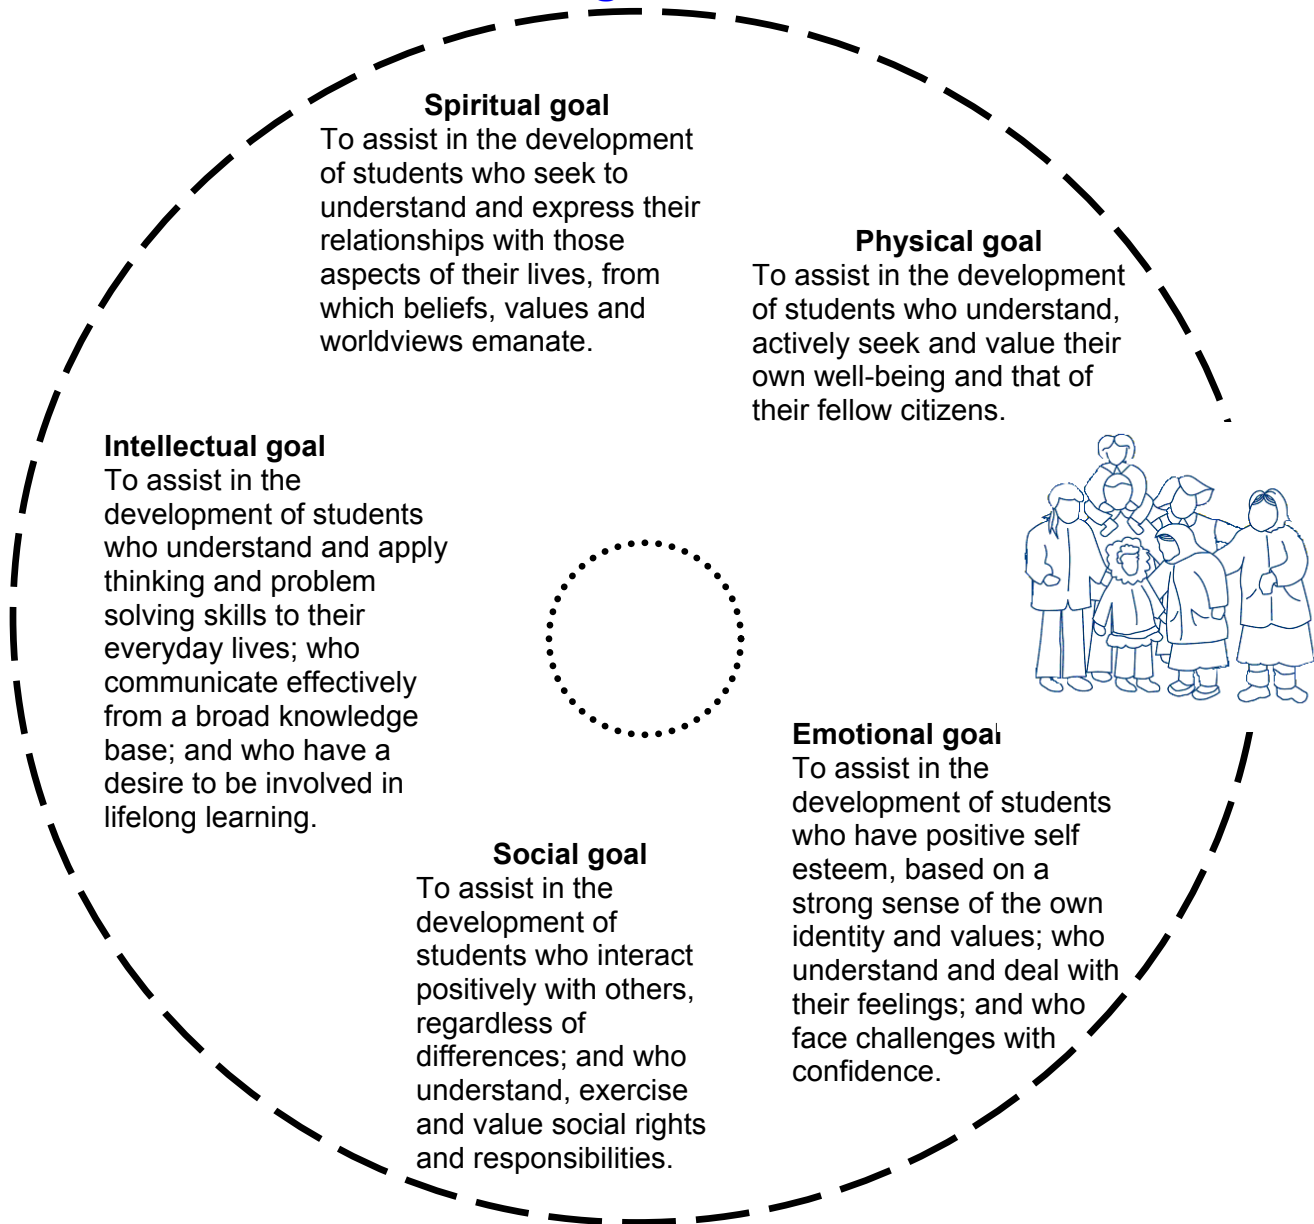 Spiritual goal
To assist in the development
of students who seek to
understand and express their
relationships with those
aspects of their lives, from
which beliefs, values and
worldviews emanate.
Physical goal
To assist in the development
of students who understand,
actively seek and value their
own well-being and that of
their fellow citizens.
Intellectual goal
To assist in the
development of students
who understand and apply
thinking and problem
solving skills to their
everyday lives; who
communicate effectively
from a broad knowledge
base; and who have a
desire to be involved in
lifelong learning.
Emotional goal
To assist in the
development of students
who have positive self
esteem, based on a
strong sense of the own
identity and values; who
understand and deal with
their feelings; and who
face challenges with
confidence.
Social goal
To assist in the
development of
students who interact
positively with others,
regardless of
differences; and who
understand, exercise
and value social rights
and responsibilities.